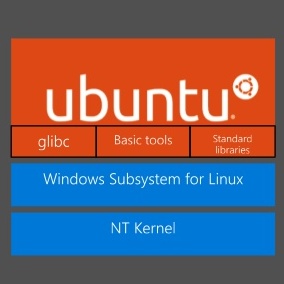 ubuntu®
glibc
Basic tools
Standard
libraries
Windows Subsystem for Linux
NT Kernel